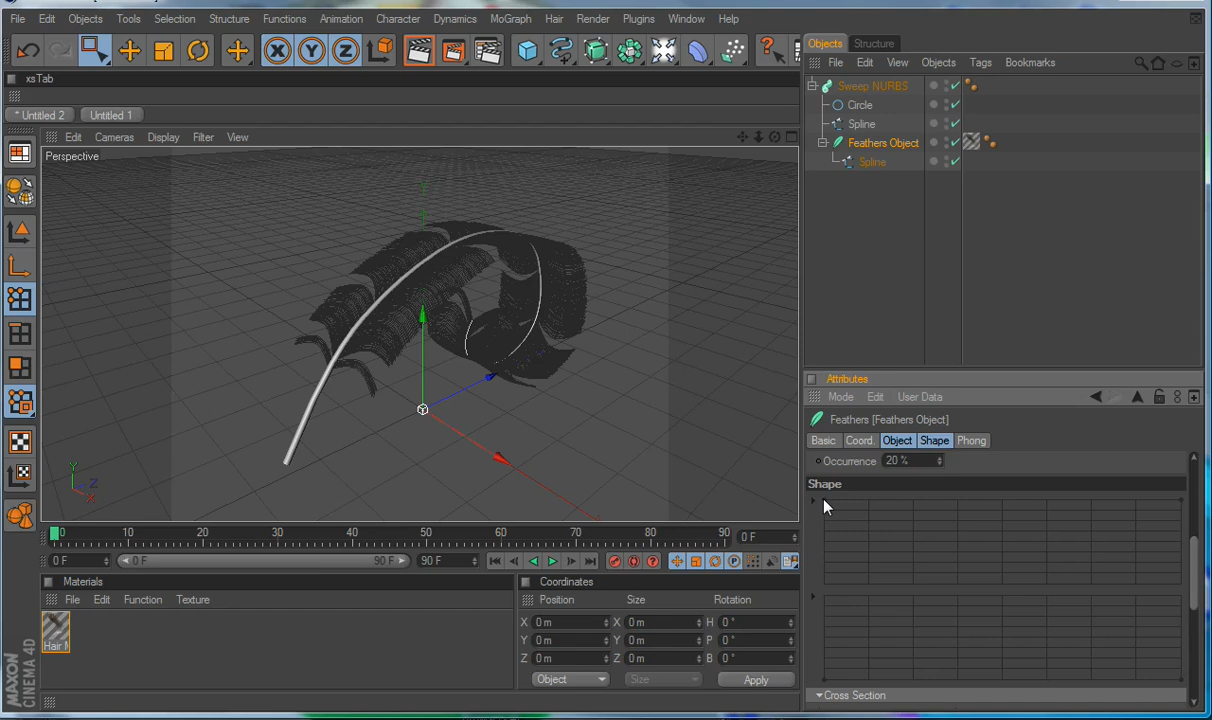 File Edit Objects Tools Selection Structure Functions Animation Character Dynamics MoGraph Hair Render Plugins Window Help
Objects Structure
File Edit View Objects Tags Bookmarks
xsTab
Sweep NURBS
Circle
Spline
Feathers Object
Spline
* Untitled 2 Untitled 1
Edit Cameras Display Filter View
Perspective
Y
Y
Z
X
Attributes
Mode Edit User Data
Feathers [Feathers Object]
Basic Coord. Object Shape Phong
Occurrence 20 %
Shape
Cross Section
0 10 20 30 40 50 60 70 80 90 0 F
0 F 0 F 90 F 90 F
Materials
File Edit Function Texture
Hair M
Coordinates
Position Size Rotation
X 0 m X 0 m H 0 °
Y 0 m Y 0 m P 0 °
Z 0 m Z 0 m B 0 °
Object Size Apply
MAXON
CINEMA 4D